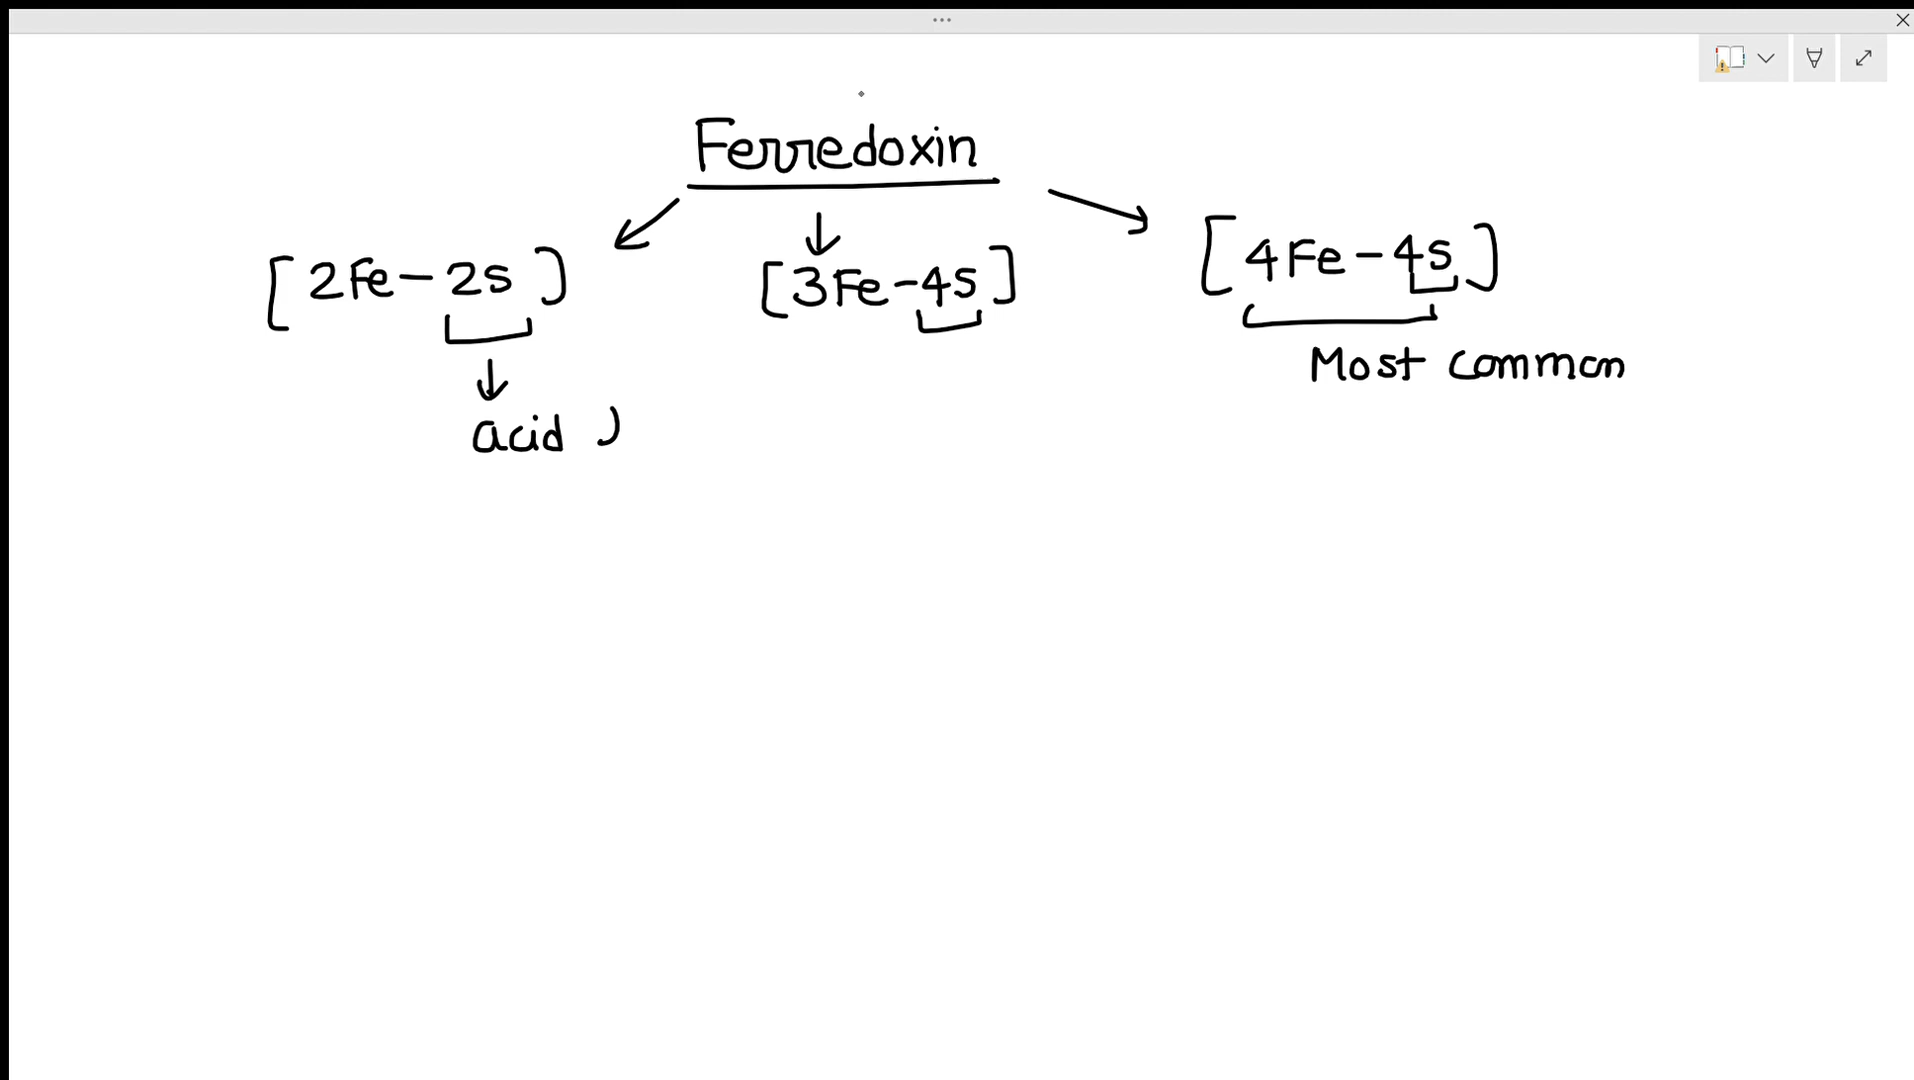 Ferredoxin
[2Fe-2S] [3Fe-4S] [4Fe-4S]
Most common
acid )